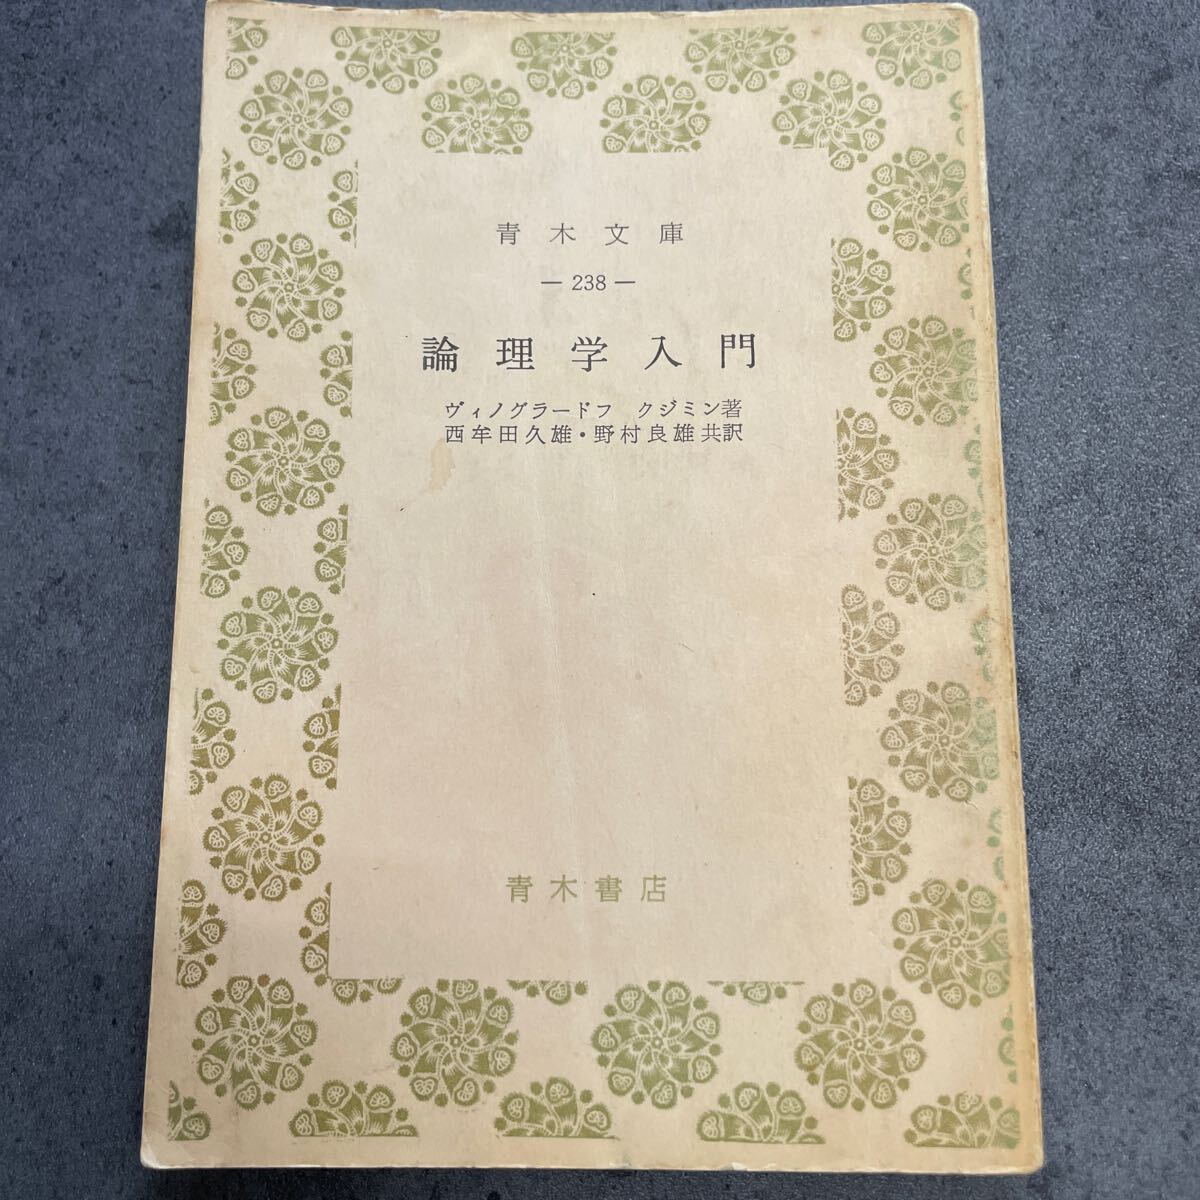 青木文庫
— 238 —
論理学入門
ヴィノグラードフ クジミン著
西牟田久雄・野村良雄共訳
青木書店